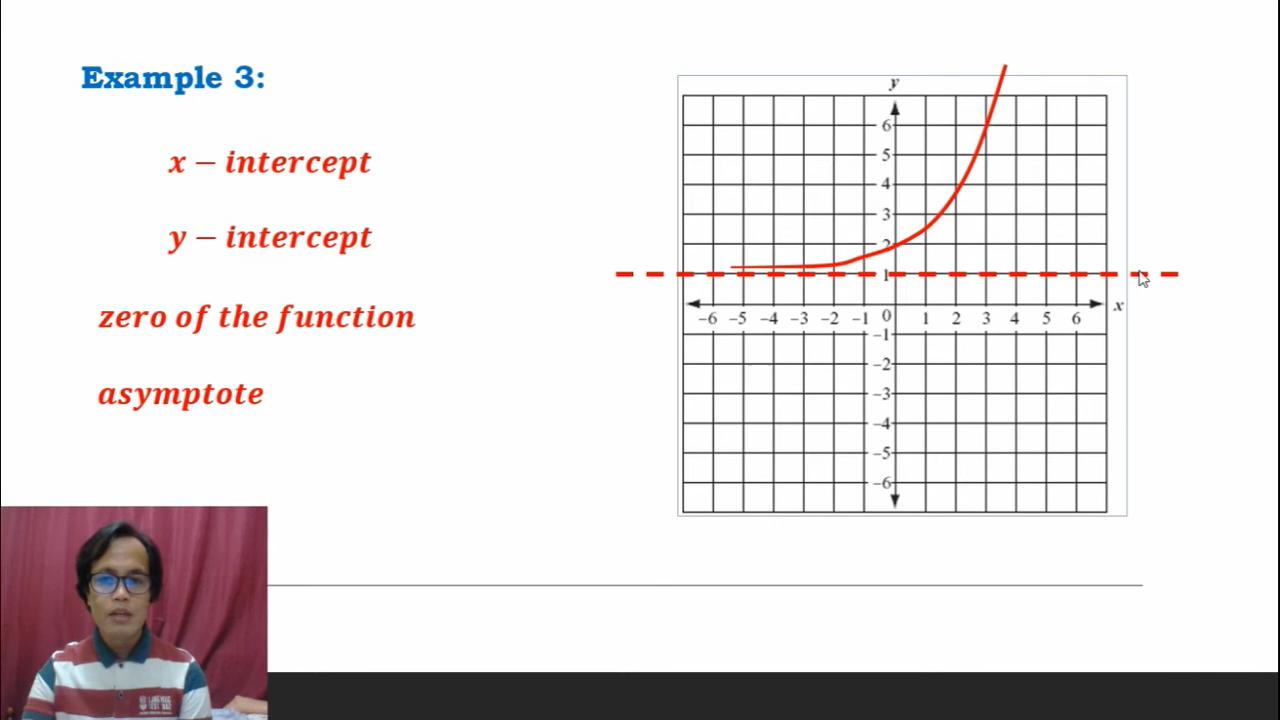 Example 3:
x − intercept
y − intercept
zero of the function
asymptote
y
6
5
4
3
2
1
−6 −5 −4 −3 −2 −1 0 1 2 3 4 5 6 x
−1
−2
−3
−4
−5
−6